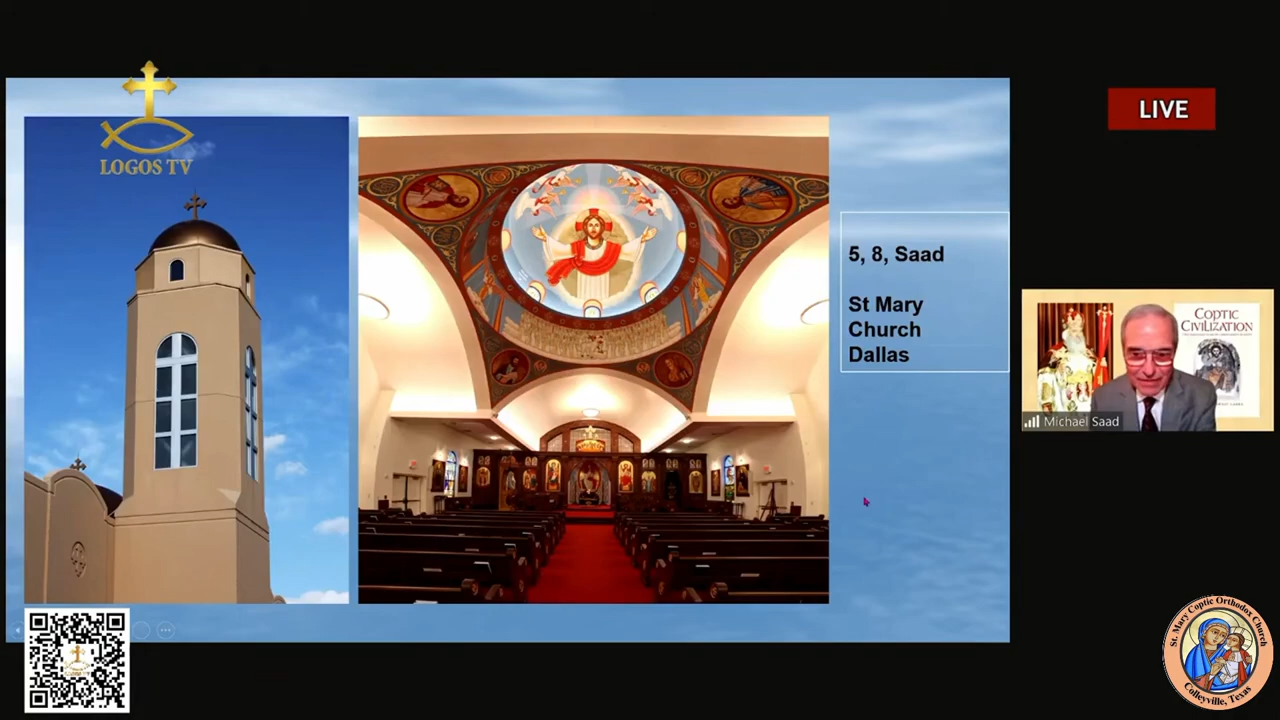 LOGOS TV
5, 8, Saad
St Mary
Church
Dallas
LIVE
COPTIC
CIVILIZATION
Michael Saad
St. Mary Coptic Orthodox Church
Colleyville, Texas